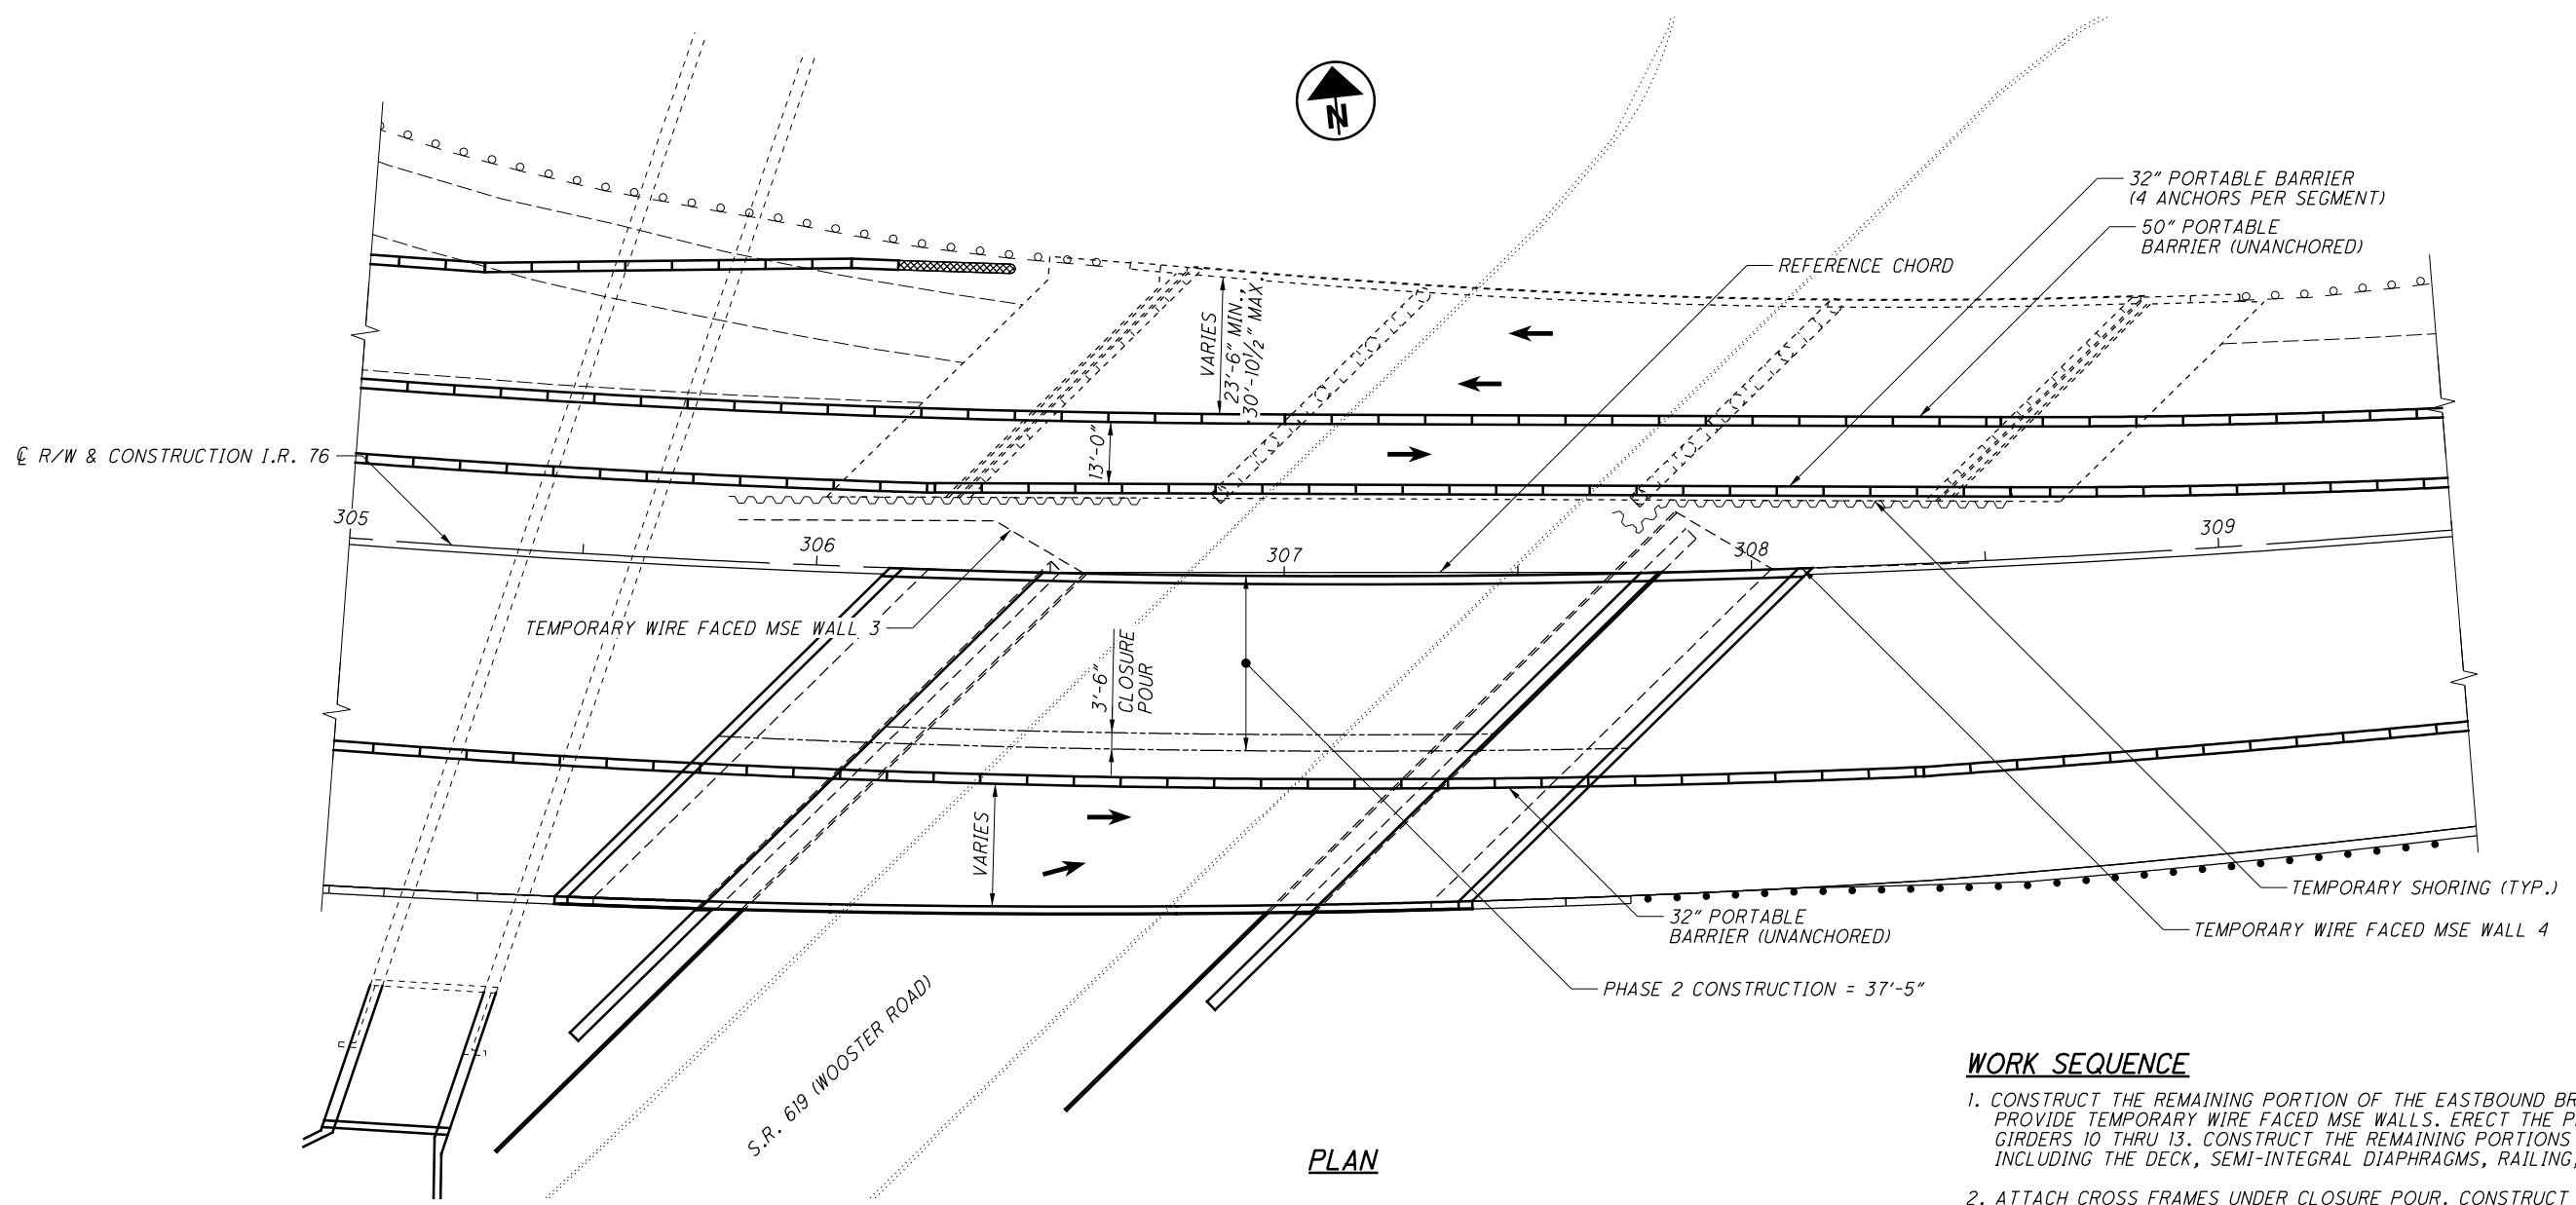 N
32" PORTABLE BARRIER
(4 ANCHORS PER SEGMENT)
50" PORTABLE
BARRIER (UNANCHORED)
REFERENCE CHORD
VARIES
23'-6" MIN.,
30'-10½" MAX.
13'-0"
℄ R/W & CONSTRUCTION I.R. 76
305
306
307
308
309
TEMPORARY WIRE FACED MSE WALL 3
3'-6"
CLOSURE
POUR
VARIES
TEMPORARY SHORING (TYP.)
32" PORTABLE
BARRIER (UNANCHORED)
TEMPORARY WIRE FACED MSE WALL 4
PHASE 2 CONSTRUCTION = 37'-5"
S.R. 619 (WOOSTER ROAD)
PLAN
WORK SEQUENCE
1. CONSTRUCT THE REMAINING PORTION OF THE EASTBOUND
PROVIDE TEMPORARY WIRE FACED MSE WALLS. ERECT THE
GIRDERS 10 THRU 13. CONSTRUCT THE REMAINING PORTIONS
INCLUDING THE DECK, SEMI-INTEGRAL DIAPHRAGMS, RAILING,
2. ATTACH CROSS FRAMES UNDER CLOSURE POUR. CONSTRUCT